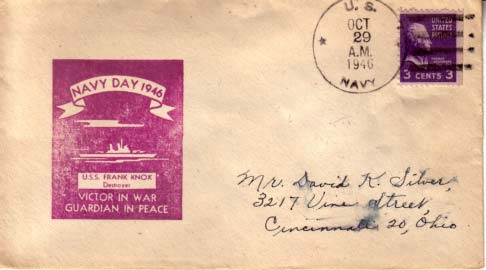 U. S.
OCT
29
A.M.
1946
NAVY
UNITED
STATES
POSTAGE
3 CENTS 3
NAVY DAY 1946
U.S.S. FRANK KNOX
Destroyer
VICTOR IN WAR
GUARDIAN IN PEACE
Mr. David K. Silver,
3217 Vine Street,
Cincinnati 20, Ohio